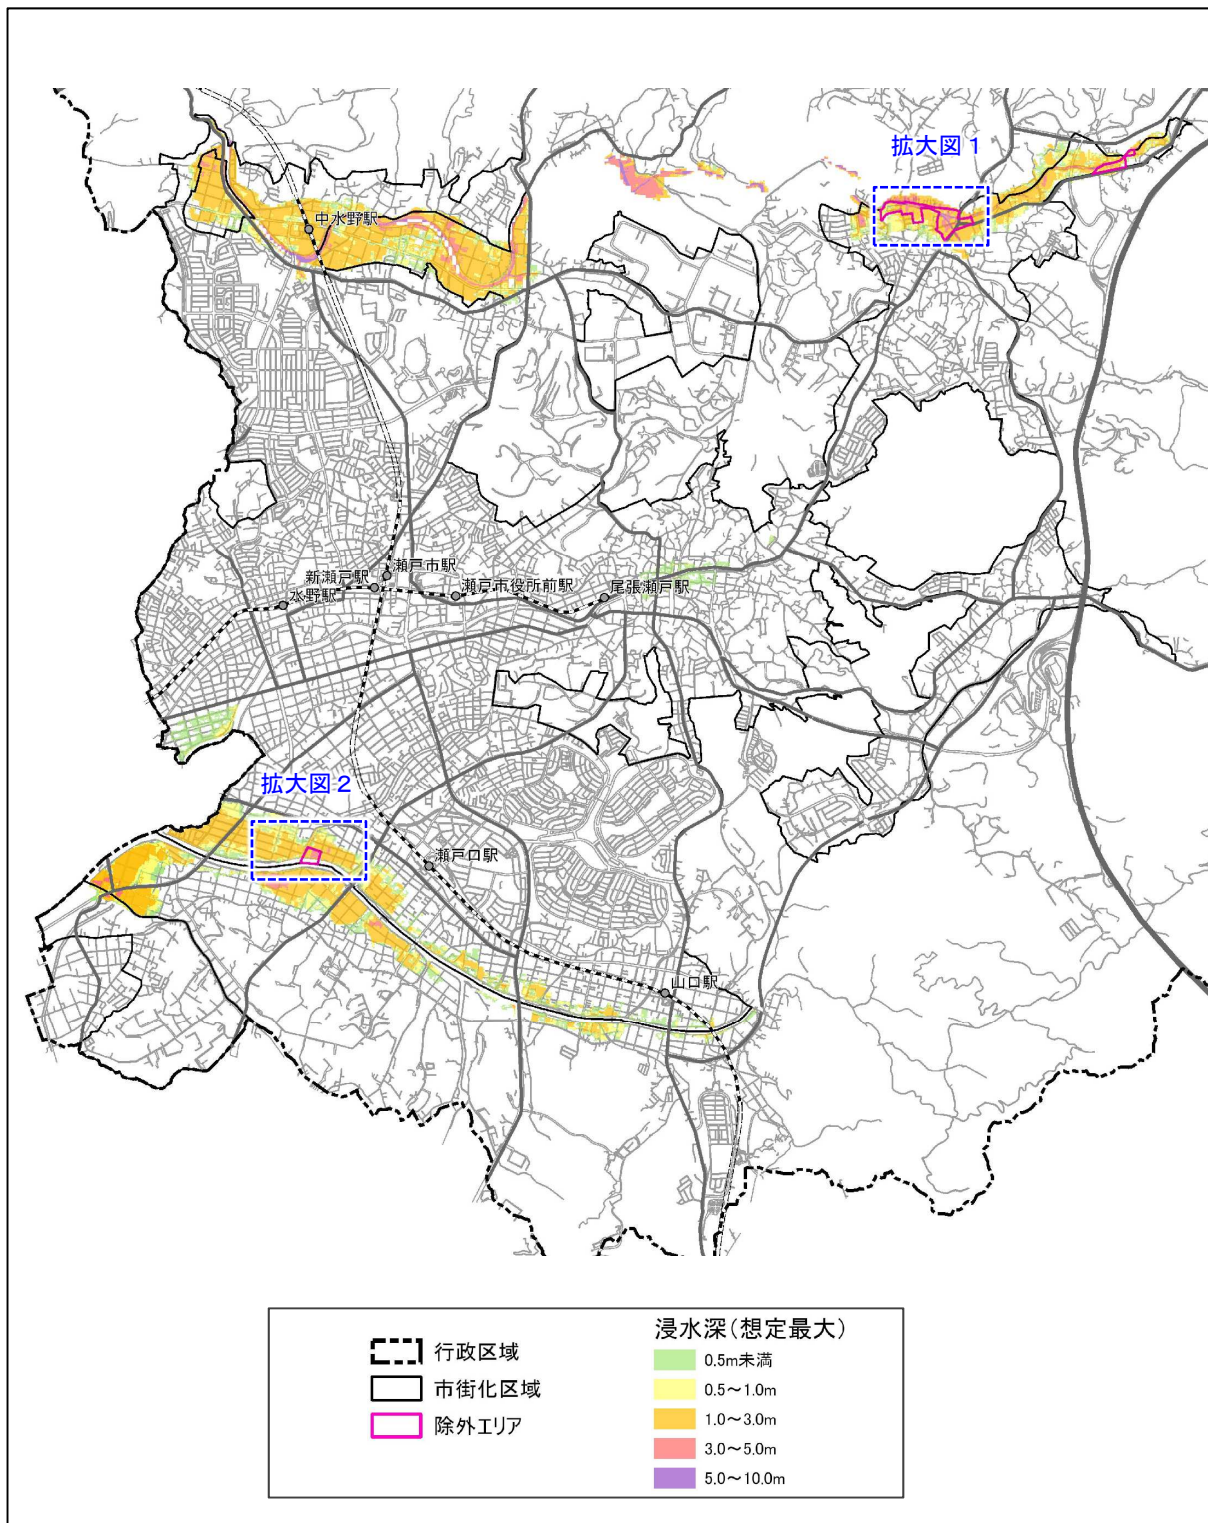 拡大図1
中水野駅
新瀬戸駅
瀬戸市駅
水野駅
瀬戸市役所前駅
尾張瀬戸駅
拡大図2
瀬戸口駅
山口駅
行政区域
市街化区域
除外エリア
浸水深(想定最大)
0.5m未満
0.5～1.0m
1.0～3.0m
3.0～5.0m
5.0～10.0m